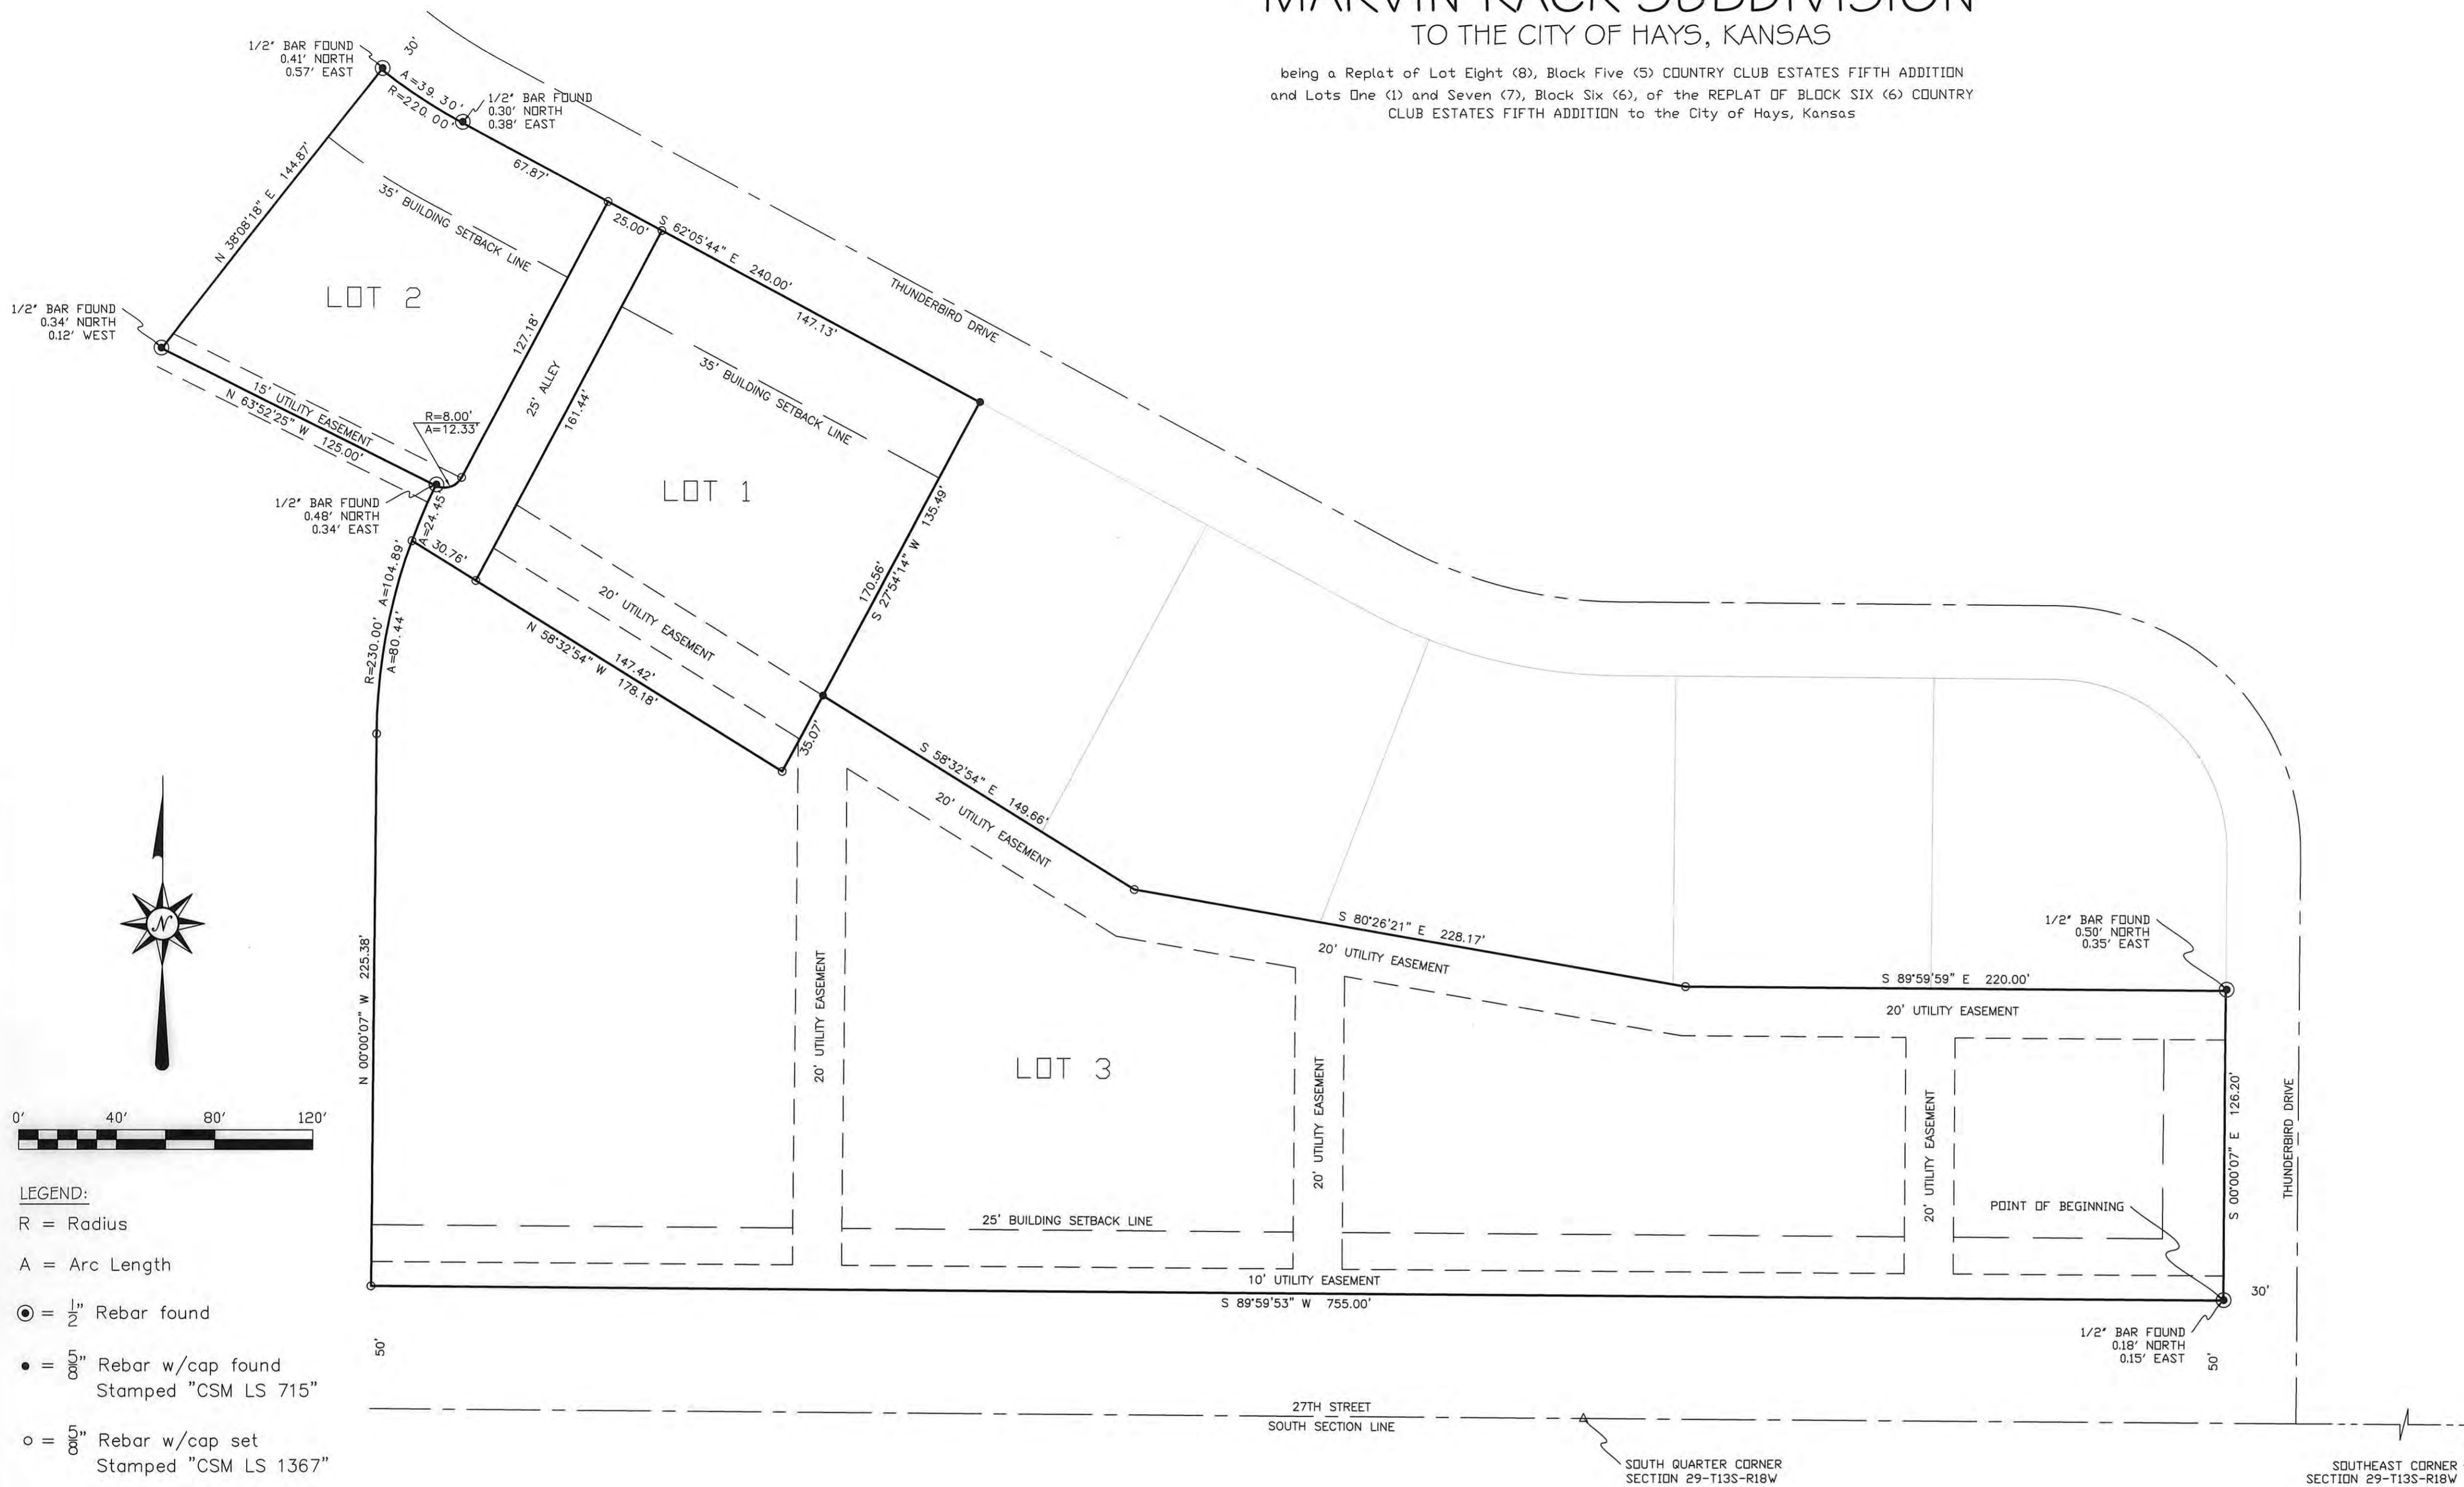 MARVIN RACK SUBDIVISION
TO THE CITY OF HAYS, KANSAS
being a Replat of Lot Eight (8), Block Five (5) COUNTRY CLUB ESTATES FIFTH ADDITION
and Lots One (1) and Seven (7), Block Six (6), of the REPLAT OF BLOCK SIX (6) COUNTRY
CLUB ESTATES FIFTH ADDITION to the City of Hays, Kansas
1/2" BAR FOUND
0.41' NORTH
0.57' EAST
30'
A=39.30'
R=220.00'
1/2" BAR FOUND
0.30' NORTH
0.38' EAST
67.87'
25.00'
S 62°05'44" E 240.00'
147.13'
THUNDERBIRD DRIVE
N 38°08'18" E 144.87'
35' BUILDING SETBACK LINE
LOT 2
1/2" BAR FOUND
0.34' NORTH
0.12' WEST
127.18'
25' ALLEY
161.44'
35' BUILDING SETBACK LINE
15' UTILITY EASEMENT
N 63°52'25" W 125.00'
R=8.00'
A=12.33'
LOT 1
1/2" BAR FOUND
0.48' NORTH
0.34' EAST
A=24.45'
30.76'
135.49'
170.56'
S 27°54'14" W
20' UTILITY EASEMENT
147.42'
N 58°32'54" W 178.18'
35.07'
R=230.00' A=104.89'
A=80.44'
S 58°32'54" E 149.66'
20' UTILITY EASEMENT
S 80°26'21" E 228.17'
20' UTILITY EASEMENT
1/2" BAR FOUND
0.50' NORTH
0.35' EAST
S 89°59'59" E 220.00'
20' UTILITY EASEMENT
N
N 00°00'07" W 225.38'
20' UTILITY EASEMENT
LOT 3
20' UTILITY EASEMENT
20' UTILITY EASEMENT
S 00°00'07" E 126.20'
THUNDERBIRD DRIVE
0' 40' 80' 120'
POINT OF BEGINNING
25' BUILDING SETBACK LINE
10' UTILITY EASEMENT
S 89°59'53" W 755.00'
30'
1/2" BAR FOUND
0.18' NORTH
0.15' EAST
50'
50'
LEGEND:
R = Radius
A = Arc Length
= 1/2" Rebar found
= 5/8" Rebar w/cap found
Stamped "CSM LS 715"
= 5/8" Rebar w/cap set
Stamped "CSM LS 1367"
27TH STREET
SOUTH SECTION LINE
SOUTH QUARTER CORNER
SECTION 29-T13S-R18W
SOUTHEAST CORNER
SECTION 29-T13S-R18W